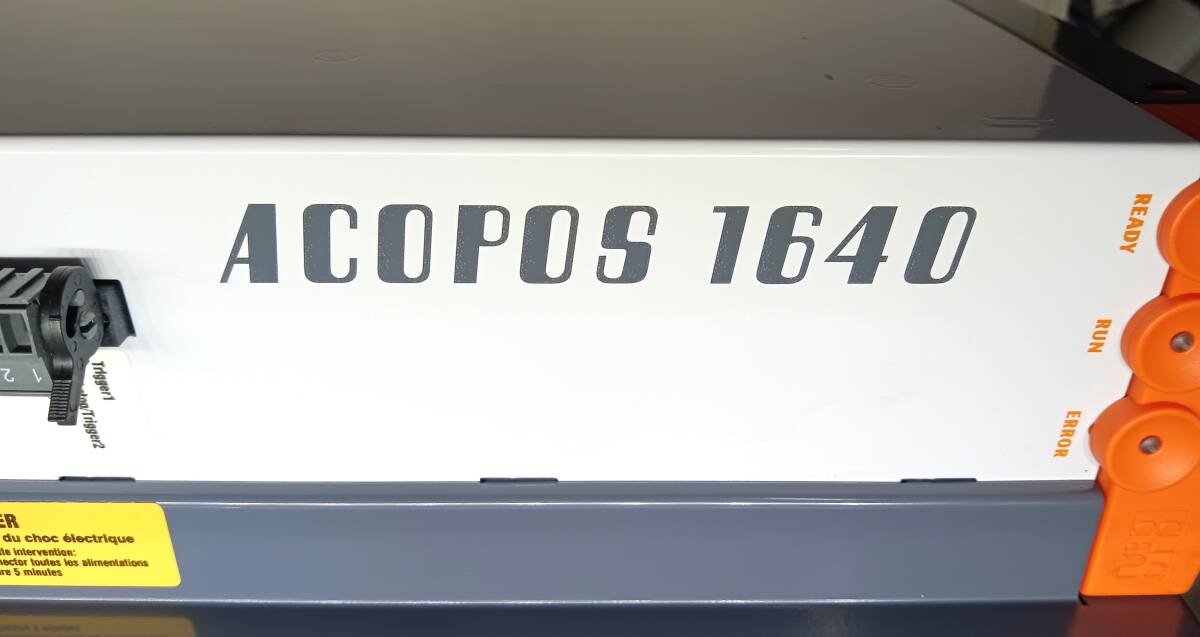 ACOPOS 1640
READY
RUN
ERROR
1 2
Trigger1
/Trigger2
ER
du choc électrique
intervention:
toutes les alimentations
5 minutes
B&R